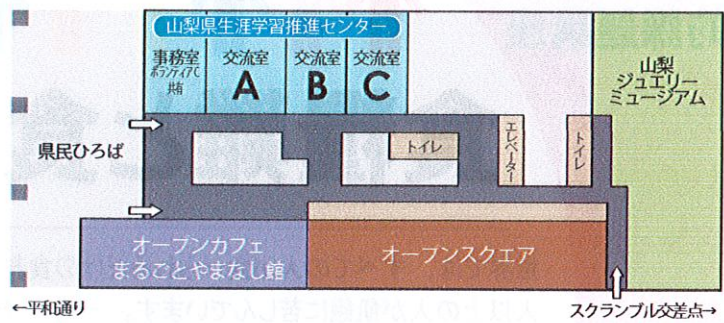 山梨県生涯学習推進センター
事務室
ボランティアC
共有
交流室
A
交流室
B
交流室
C
山梨
ジュエリー
ミュージアム
県民ひろば
トイレ
エレベーター
トイレ
オープンカフェ
まるごとやまなし館
オープンスクエア
←平和通り
スクランブル交差点→